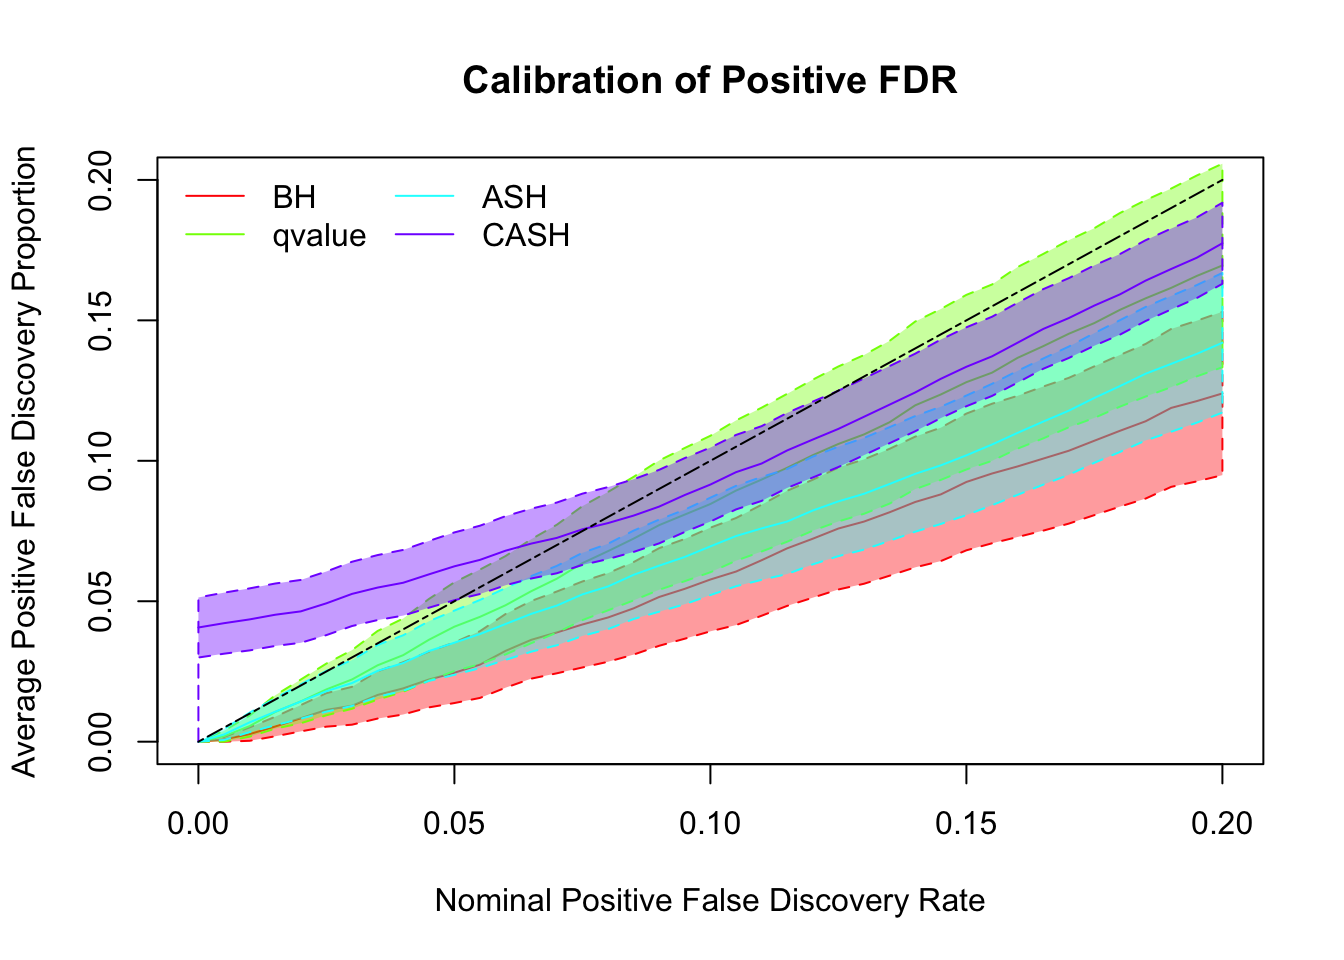 Calibration of Positive FDR
Average Positive False Discovery Proportion
0.20
0.15
0.10
0.05
0.00
BH
qvalue
ASH
CASH
0.00 0.05 0.10 0.15 0.20
Nominal Positive False Discovery Rate